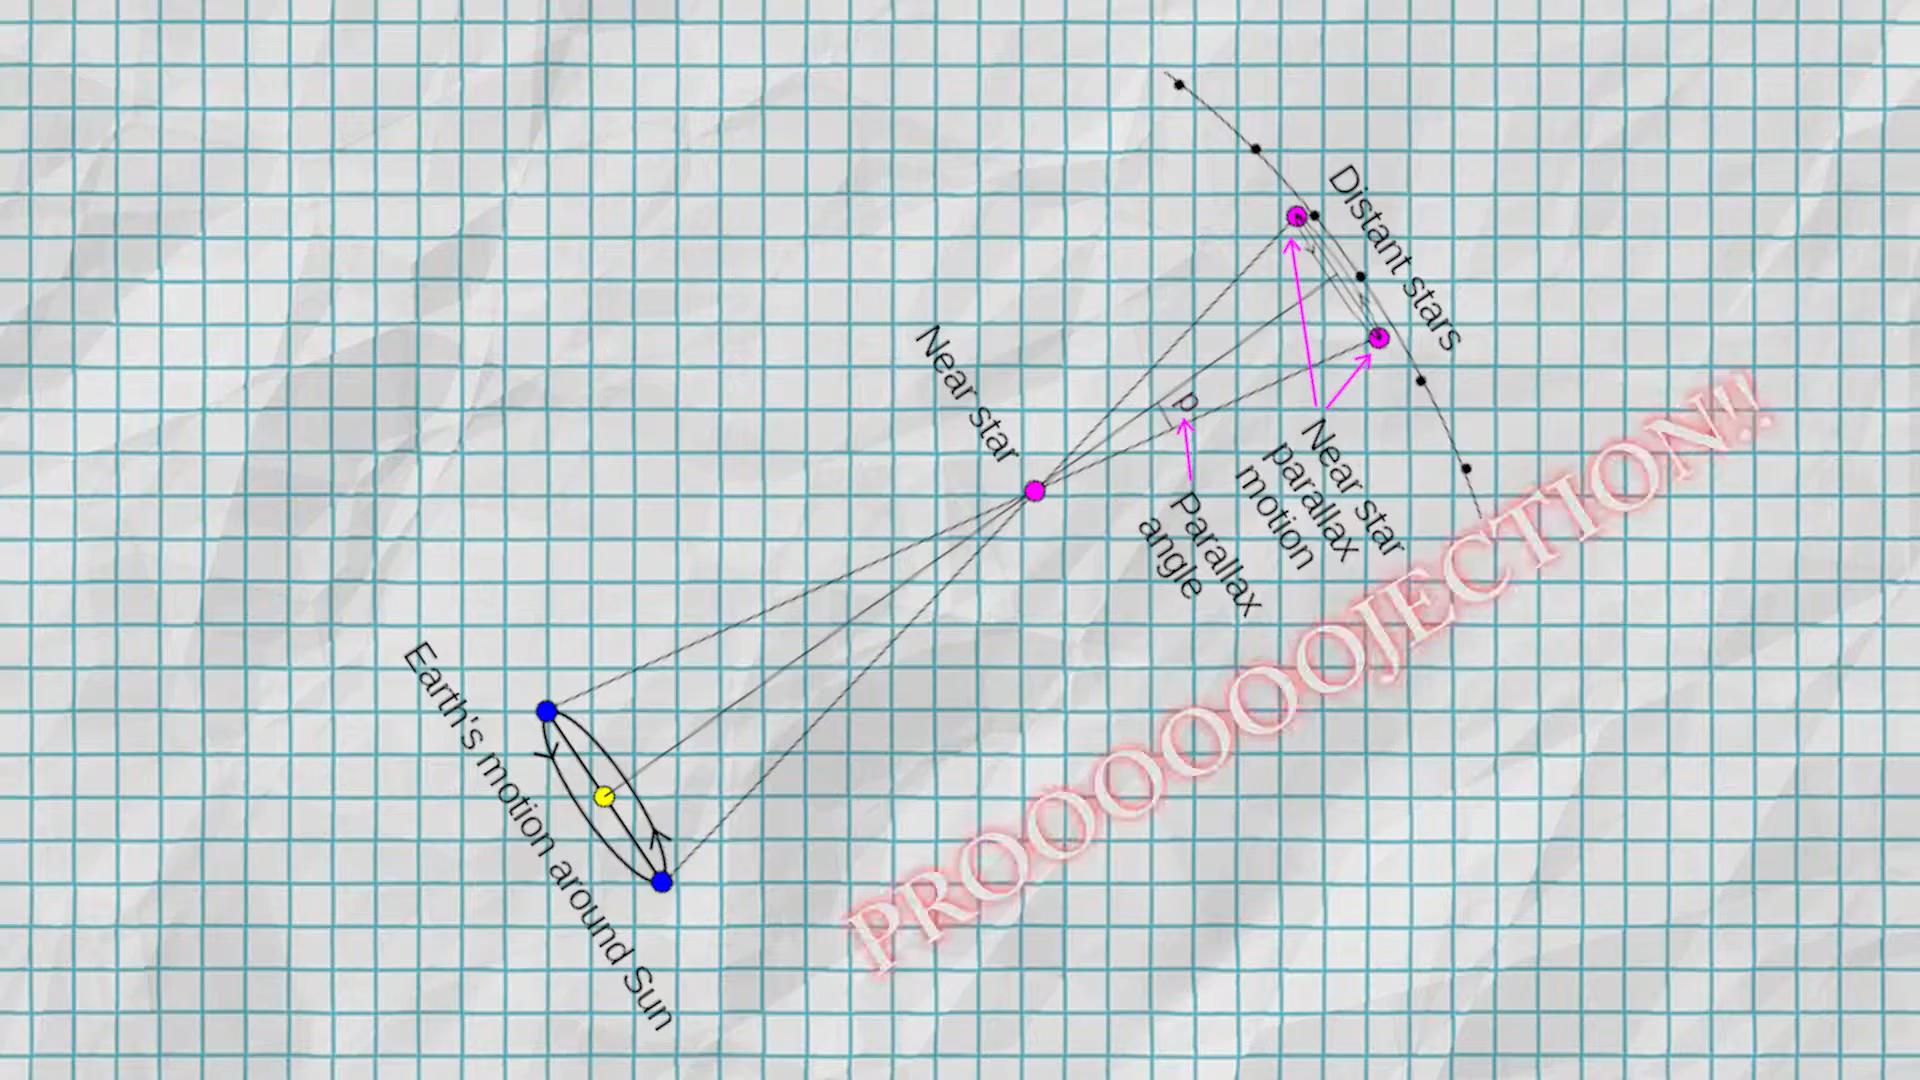 Distant stars
Near star
p
Near star
parallax
motion
Parallax
angle
Earth's motion around Sun
PROOOOOOJECTION!!